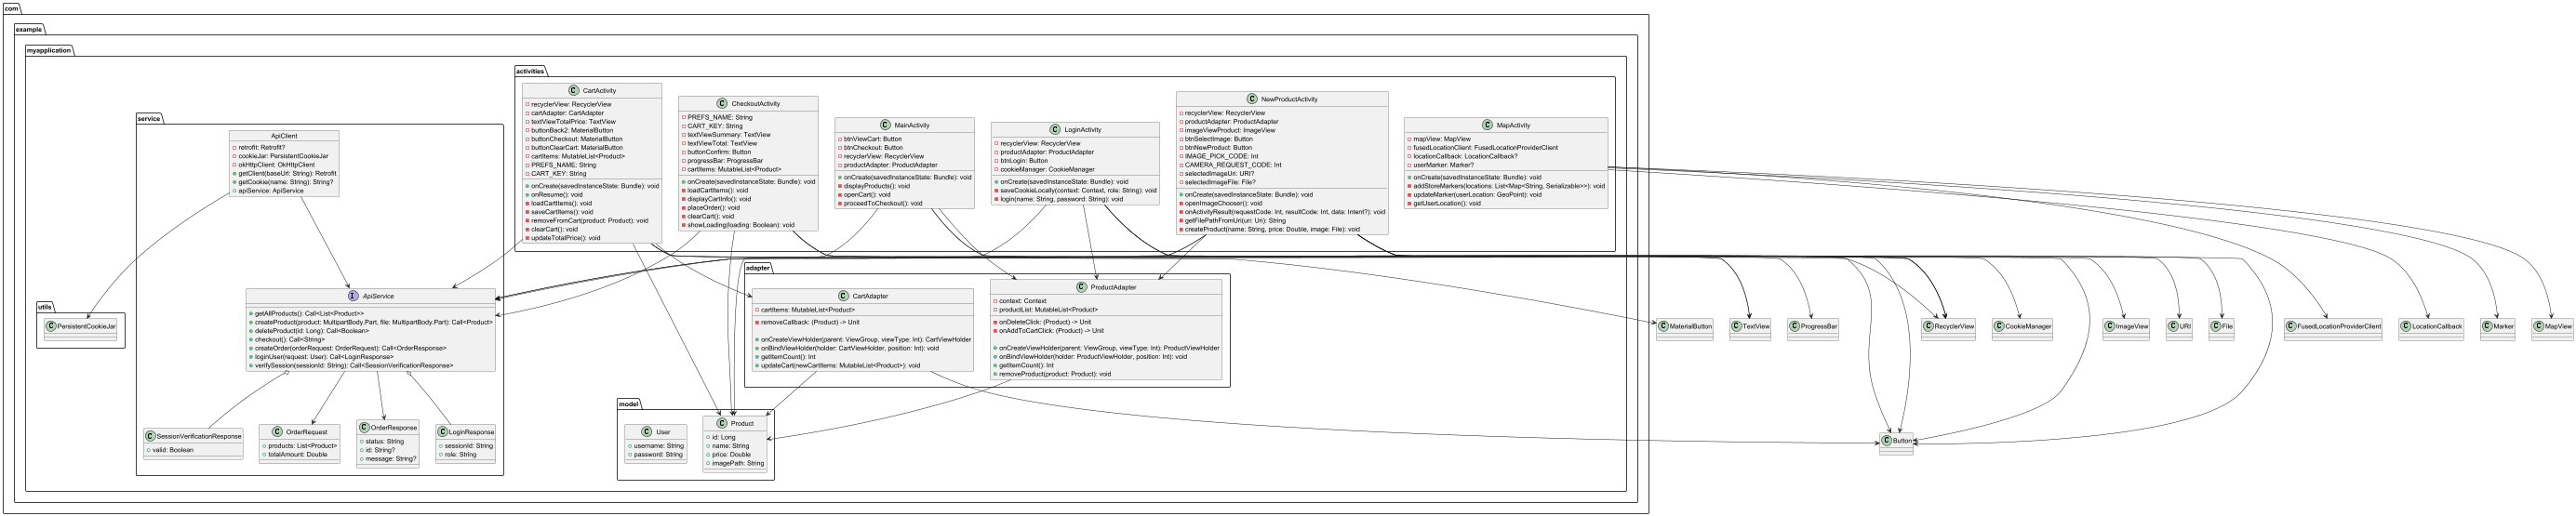 com
example
myapplication
activities
CartActivity
recyclerView: RecyclerView
cartAdapter: CartAdapter
textViewTotalPrice: TextView
buttonBack2: MaterialButton
buttonCheckout: MaterialButton
buttonClearCart: MaterialButton
cartItems: MutableList<Product>
PREFS_NAME: String
CART_KEY: String
onCreate(savedInstanceState: Bundle): void
onResume(): void
loadCartItems(): void
saveCartItems(): void
removeFromCart(product: Product): void
clearCart(): void
updateTotalPrice(): void
CheckoutActivity
PREFS_NAME: String
CART_KEY: String
textViewSummary: TextView
textViewTotal: TextView
buttonConfirm: Button
progressBar: ProgressBar
cartItems: MutableList<Product>
onCreate(savedInstanceState: Bundle): void
loadCartItems(): void
displayCartInfo(): void
placeOrder(): void
clearCart(): void
showLoading(loading: Boolean): void
MainActivity
btnViewCart: Button
btnCheckout: Button
recyclerView: RecyclerView
productAdapter: ProductAdapter
onCreate(savedInstanceState: Bundle): void
displayProducts(): void
openCart(): void
proceedToCheckout(): void
LoginActivity
recyclerView: RecyclerView
productAdapter: ProductAdapter
btnLogin: Button
cookieManager: CookieManager
onCreate(savedInstanceState: Bundle): void
saveCookieLocally(context: Context, role: String): void
login(name: String, password: String): void
NewProductActivity
recyclerView: RecyclerView
productAdapter: ProductAdapter
imageViewProduct: ImageView
btnSelectImage: Button
btnNewProduct: Button
IMAGE_PICK_CODE: Int
CAMERA_REQUEST_CODE: Int
selectedImageUri: URI?
selectedImageFile: File?
onCreate(savedInstanceState: Bundle): void
openImageChooser(): void
onActivityResult(requestCode: Int, resultCode: Int, data: Intent?): void
getFilePathFromUri(uri: Uri): String
createProduct(name: String, price: Double, image: File): void
MapActivity
mapView: MapView
fusedLocationClient: FusedLocationProviderClient
locationCallback: LocationCallback?
userMarker: Marker?
onCreate(savedInstanceState: Bundle): void
addStoreMarkers(locations: List<Map<String, Serializable>>): void
updateMarker(userLocation: GeoPoint): void
getUserLocation(): void
service
ApiClient
retrofit: Retrofit?
cookieJar: PersistentCookieJar
okHttpClient: OkHttpClient
getClient(baseUrl: String): Retrofit
getCookie(name: String): String?
apiService: ApiService
ApiService
getAllProducts(): Call<List<Product>>
createProduct(product: MultipartBody.Part, file: MultipartBody.Part): Call<Product>
deleteProduct(id: Long): Call<Boolean>
checkout(): Call<String>
createOrder(orderRequest: OrderRequest): Call<OrderResponse>
loginUser(request: User): Call<LoginResponse>
verifySession(sessionId: String): Call<SessionVerificationResponse>
SessionVerificationResponse
valid: Boolean
OrderRequest
products: List<Product>
totalAmount: Double
OrderResponse
status: String
id: String?
message: String?
LoginResponse
sessionId: String
role: String
utils
PersistentCookieJar
adapter
CartAdapter
cartItems: MutableList<Product>
removeCallback: (Product) -> Unit
onCreateViewHolder(parent: ViewGroup, viewType: Int): CartViewHolder
onBindViewHolder(holder: CartViewHolder, position: Int): void
getItemCount(): Int
updateCart(newCartItems: MutableList<Product>): void
ProductAdapter
context: Context
productList: MutableList<Product>
onDeleteClick: (Product) -> Unit
onAddToCartClick: (Product) -> Unit
onCreateViewHolder(parent: ViewGroup, viewType: Int): ProductViewHolder
onBindViewHolder(holder: ProductViewHolder, position: Int): void
getItemCount(): Int
removeProduct(product: Product): void
model
User
username: String
password: String
Product
id: Long
name: String
price: Double
imagePath: String
MaterialButton
TextView
ProgressBar
RecyclerView
CookieManager
ImageView
URI
File
FusedLocationProviderClient
LocationCallback
Marker
MapView
Button